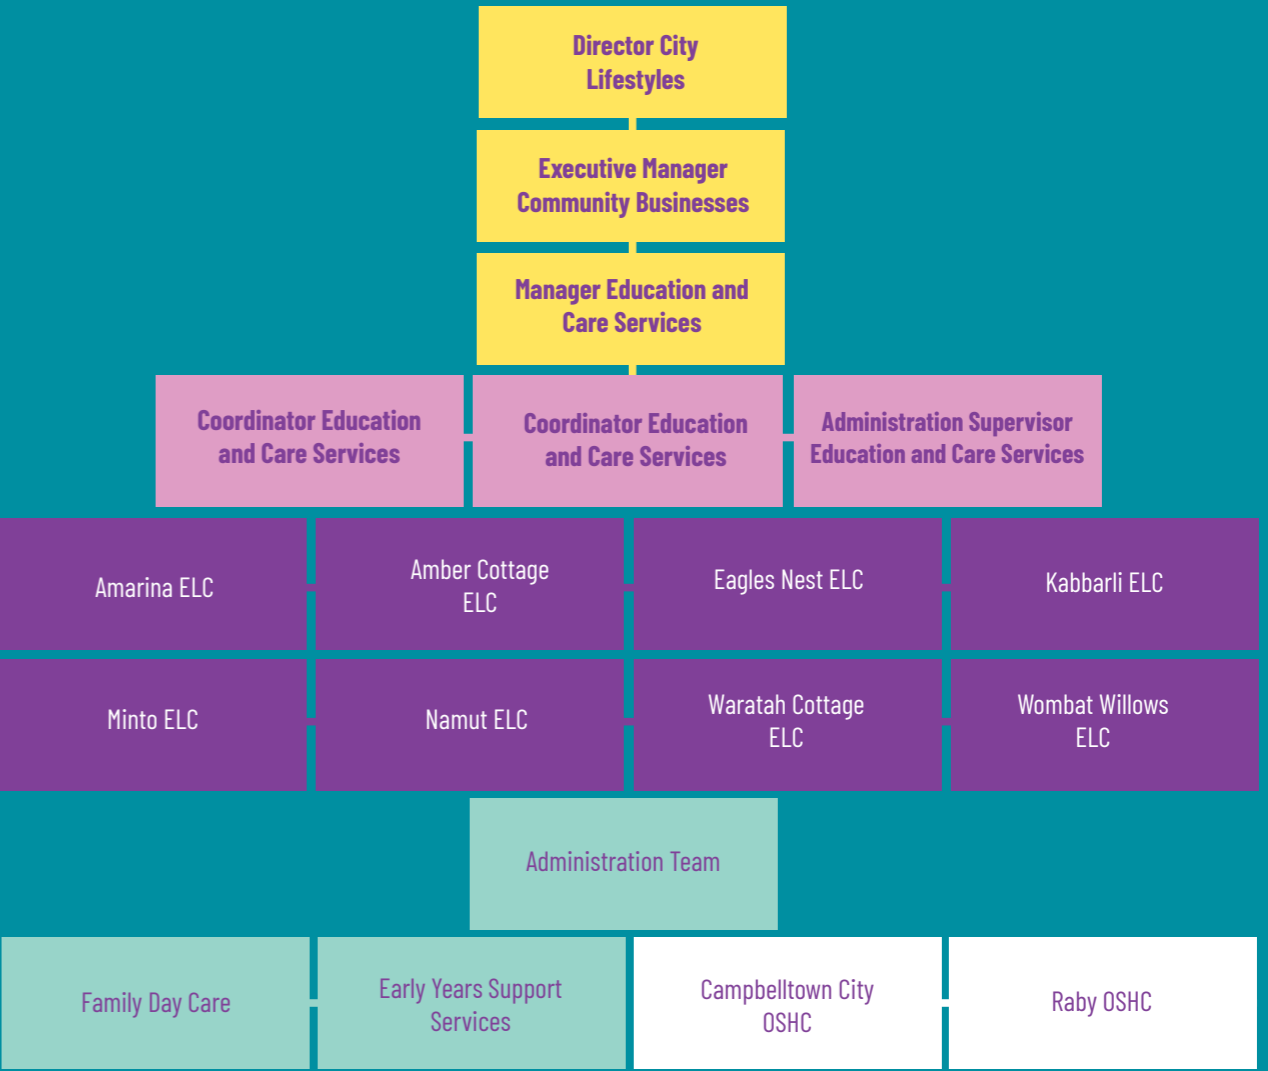 Director City
Lifestyles
Executive Manager
Community Businesses
Manager Education and
Care Services
Coordinator Education
and Care Services
Coordinator Education
and Care Services
Administration Supervisor
Education and Care Services
Amarina ELC
Amber Cottage
ELC
Eagles Nest ELC
Kabbarli ELC
Minto ELC
Namut ELC
Waratah Cottage
ELC
Wombat Willows
ELC
Administration Team
Family Day Care
Early Years Support
Services
Campbelltown City
OSHC
Raby OSHC